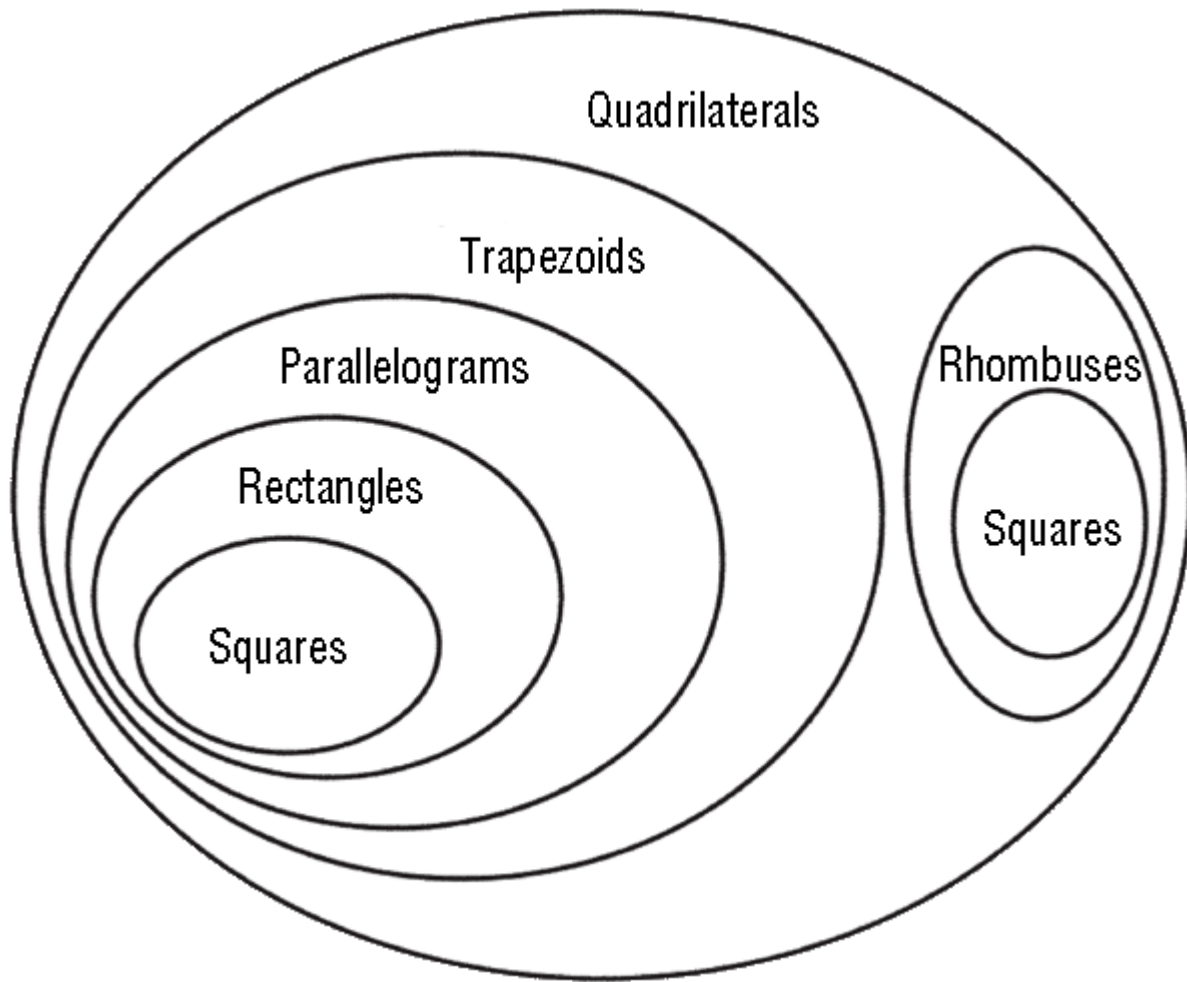 Quadrilaterals
Trapezoids
Parallelograms
Rhombuses
Rectangles
Squares
Squares